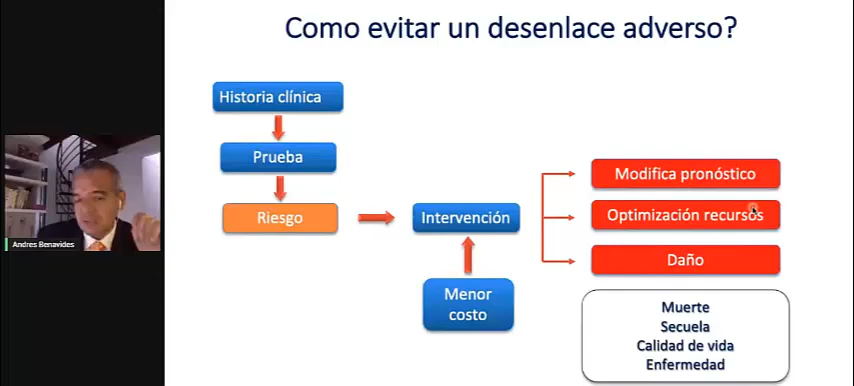 Como evitar un desenlace adverso?
Historia clínica
Prueba
Riesgo
Intervención
Menor
costo
Modifica pronóstico
Optimización recursos
Daño
Muerte
Secuela
Calidad de vida
Enfermedad
Andres Benavides